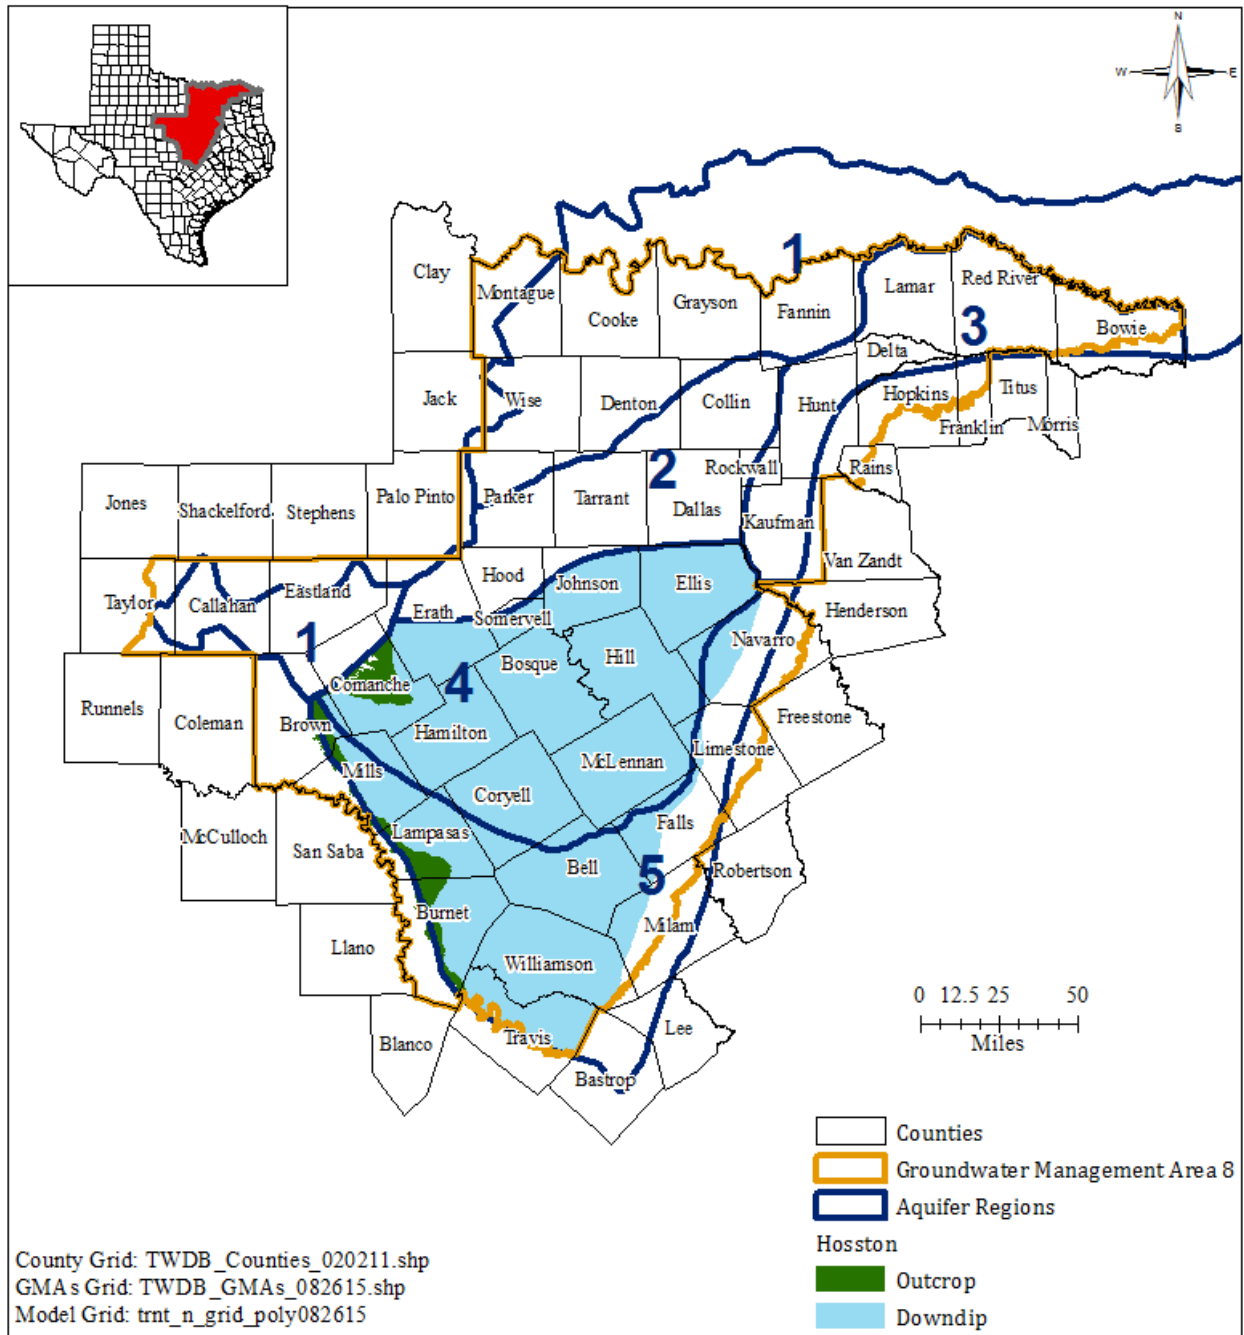 N
W E
S
1
Clay
Montague
Cooke
Grayson
Fannin
Lamar
Red River
Bowie
3
Delta
Jack
Wise
Denton
Collin
Hunt
Hopkins
Titus
Franklin
Morris
2
Rockwall
Rains
Jones
Shackelford
Stephens
Palo Pinto
Parker
Tarrant
Dallas
Kaufman
Van Zandt
Taylor
Callahan
Eastland
Erath
Hood
Somervell
Johnson
Ellis
Henderson
Navarro
1
Comanche
4
Bosque
Hill
Runnels
Coleman
Brown
Hamilton
Freestone
Limestone
McLennan
Mills
Coryell
McCulloch
San Saba
Lampasas
Falls
Bell
5
Robertson
Burnet
Milam
Llano
Williamson
Travis
Blanco
Bastrop
Lee
0 12.5 25 50
Miles
Counties
Groundwater Management Area 8
Aquifer Regions
Hosston
Outcrop
Downdip
County Grid: TWDB_Counties_020211.shp
GMAs Grid: TWDB_GMAs_082615.shp
Model Grid: trnt_n_grid_poly082615